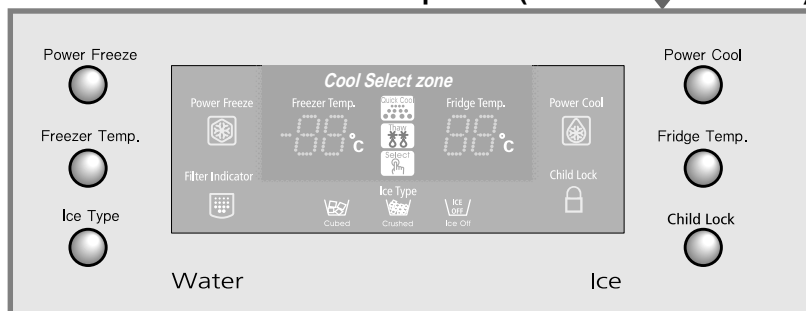 Power Freeze
Freezer Temp.
Ice Type
Cool Select zone
Power Freeze
Freezer Temp.
Quick Cool
Fridge Temp.
Power Cool
-88°c
Thaw
88°c
Select
Filter Indicator
Ice Type
Child Lock
Cubed
Crushed
ICE
OFF
Ice Off
Power Cool
Fridge Temp.
Child Lock
Water
Ice